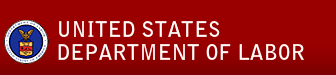 UNITED STATES
DEPARTMENT OF LABOR